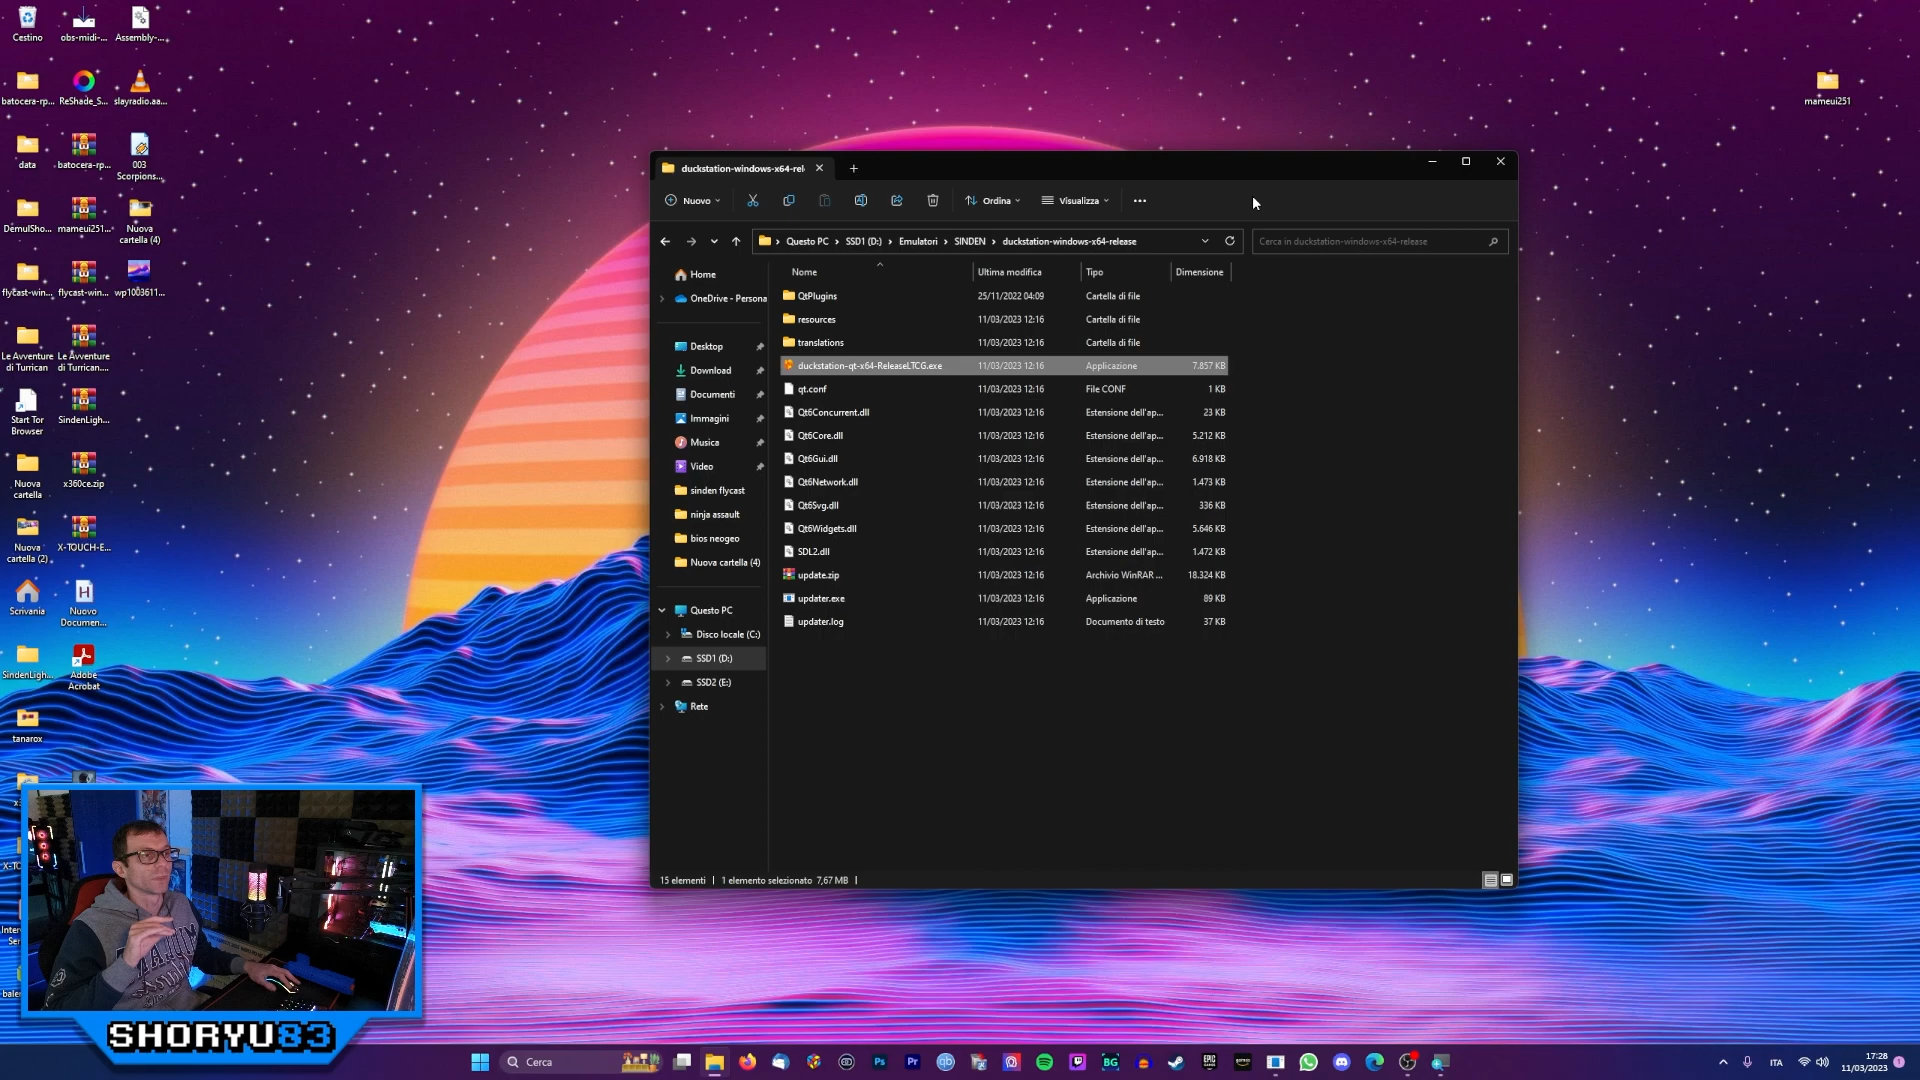 Cestino
obs-midi-...
Assembly-...
batocera-rp...
ReShade_S...
slayradio.aa...
data
batocera-rp...
003
Scorpions...
DemulSho...
mameui251...
Nuova
cartella (4)
flycast-win...
flycast-win...
wp1003611...
Le Avventure
di Turrican
Le Avventure
di Turrican....
Start Tor
Browser
SindenLigh...
Nuova
cartella
x360ce.zip
Nuova
cartella (2)
X-TOUCH-E...
Scrivania
Nuovo
Documen...
SindenLigh...
Adobe
Acrobat
tanarox
mameui251
duckstation-windows-x64-rel
Nuovo
Ordina
Visualizza
Questo PC > SSD1 (D:) > Emulatori > SINDEN > duckstation-windows-x64-release
Cerca in duckstation-windows-x64-release
Nome Ultima modifica Tipo Dimensione
Home
OneDrive - Persona
Desktop
Download
Documenti
Immagini
Musica
Video
sinden flycast
ninja assault
bios neogeo
Nuova cartella (4)
Questo PC
Disco locale (C:)
SSD1 (D:)
SSD2 (E:)
Rete
QtPlugins 25/11/2022 04:09 Cartella di file
resources 11/03/2023 12:16 Cartella di file
translations 11/03/2023 12:16 Cartella di file
duckstation-qt-x64-ReleaseLTCG.exe 11/03/2023 12:16 Applicazione 7.857 KB
qt.conf 11/03/2023 12:16 File CONF 1 KB
Qt6Concurrent.dll 11/03/2023 12:16 Estensione dell'ap... 23 KB
Qt6Core.dll 11/03/2023 12:16 Estensione dell'ap... 5.212 KB
Qt6Gui.dll 11/03/2023 12:16 Estensione dell'ap... 6.918 KB
Qt6Network.dll 11/03/2023 12:16 Estensione dell'ap... 1.473 KB
Qt6Svg.dll 11/03/2023 12:16 Estensione dell'ap... 336 KB
Qt6Widgets.dll 11/03/2023 12:16 Estensione dell'ap... 5.646 KB
SDL2.dll 11/03/2023 12:16 Estensione dell'ap... 1.472 KB
update.zip 11/03/2023 12:16 Archivio WinRAR ... 18.324 KB
updater.exe 11/03/2023 12:16 Applicazione 89 KB
updater.log 11/03/2023 12:16 Documento di testo 37 KB
15 elementi | 1 elemento selezionato 7,67 MB |
SHORYU83
Cerca
ITA
17:28
11/03/2023